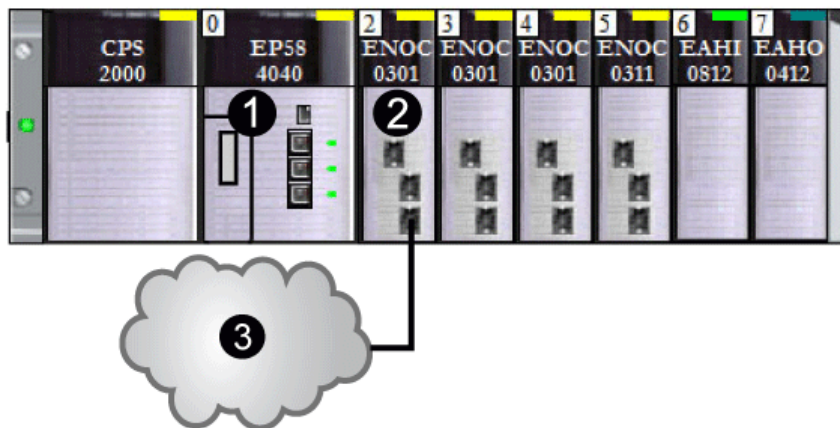 0 2 3 4 5 6 7
CPS EP58 ENOC ENOC ENOC ENOC EAHI EAHO
2000 4040 0301 0301 0301 0311 0812 0412
1 2
3